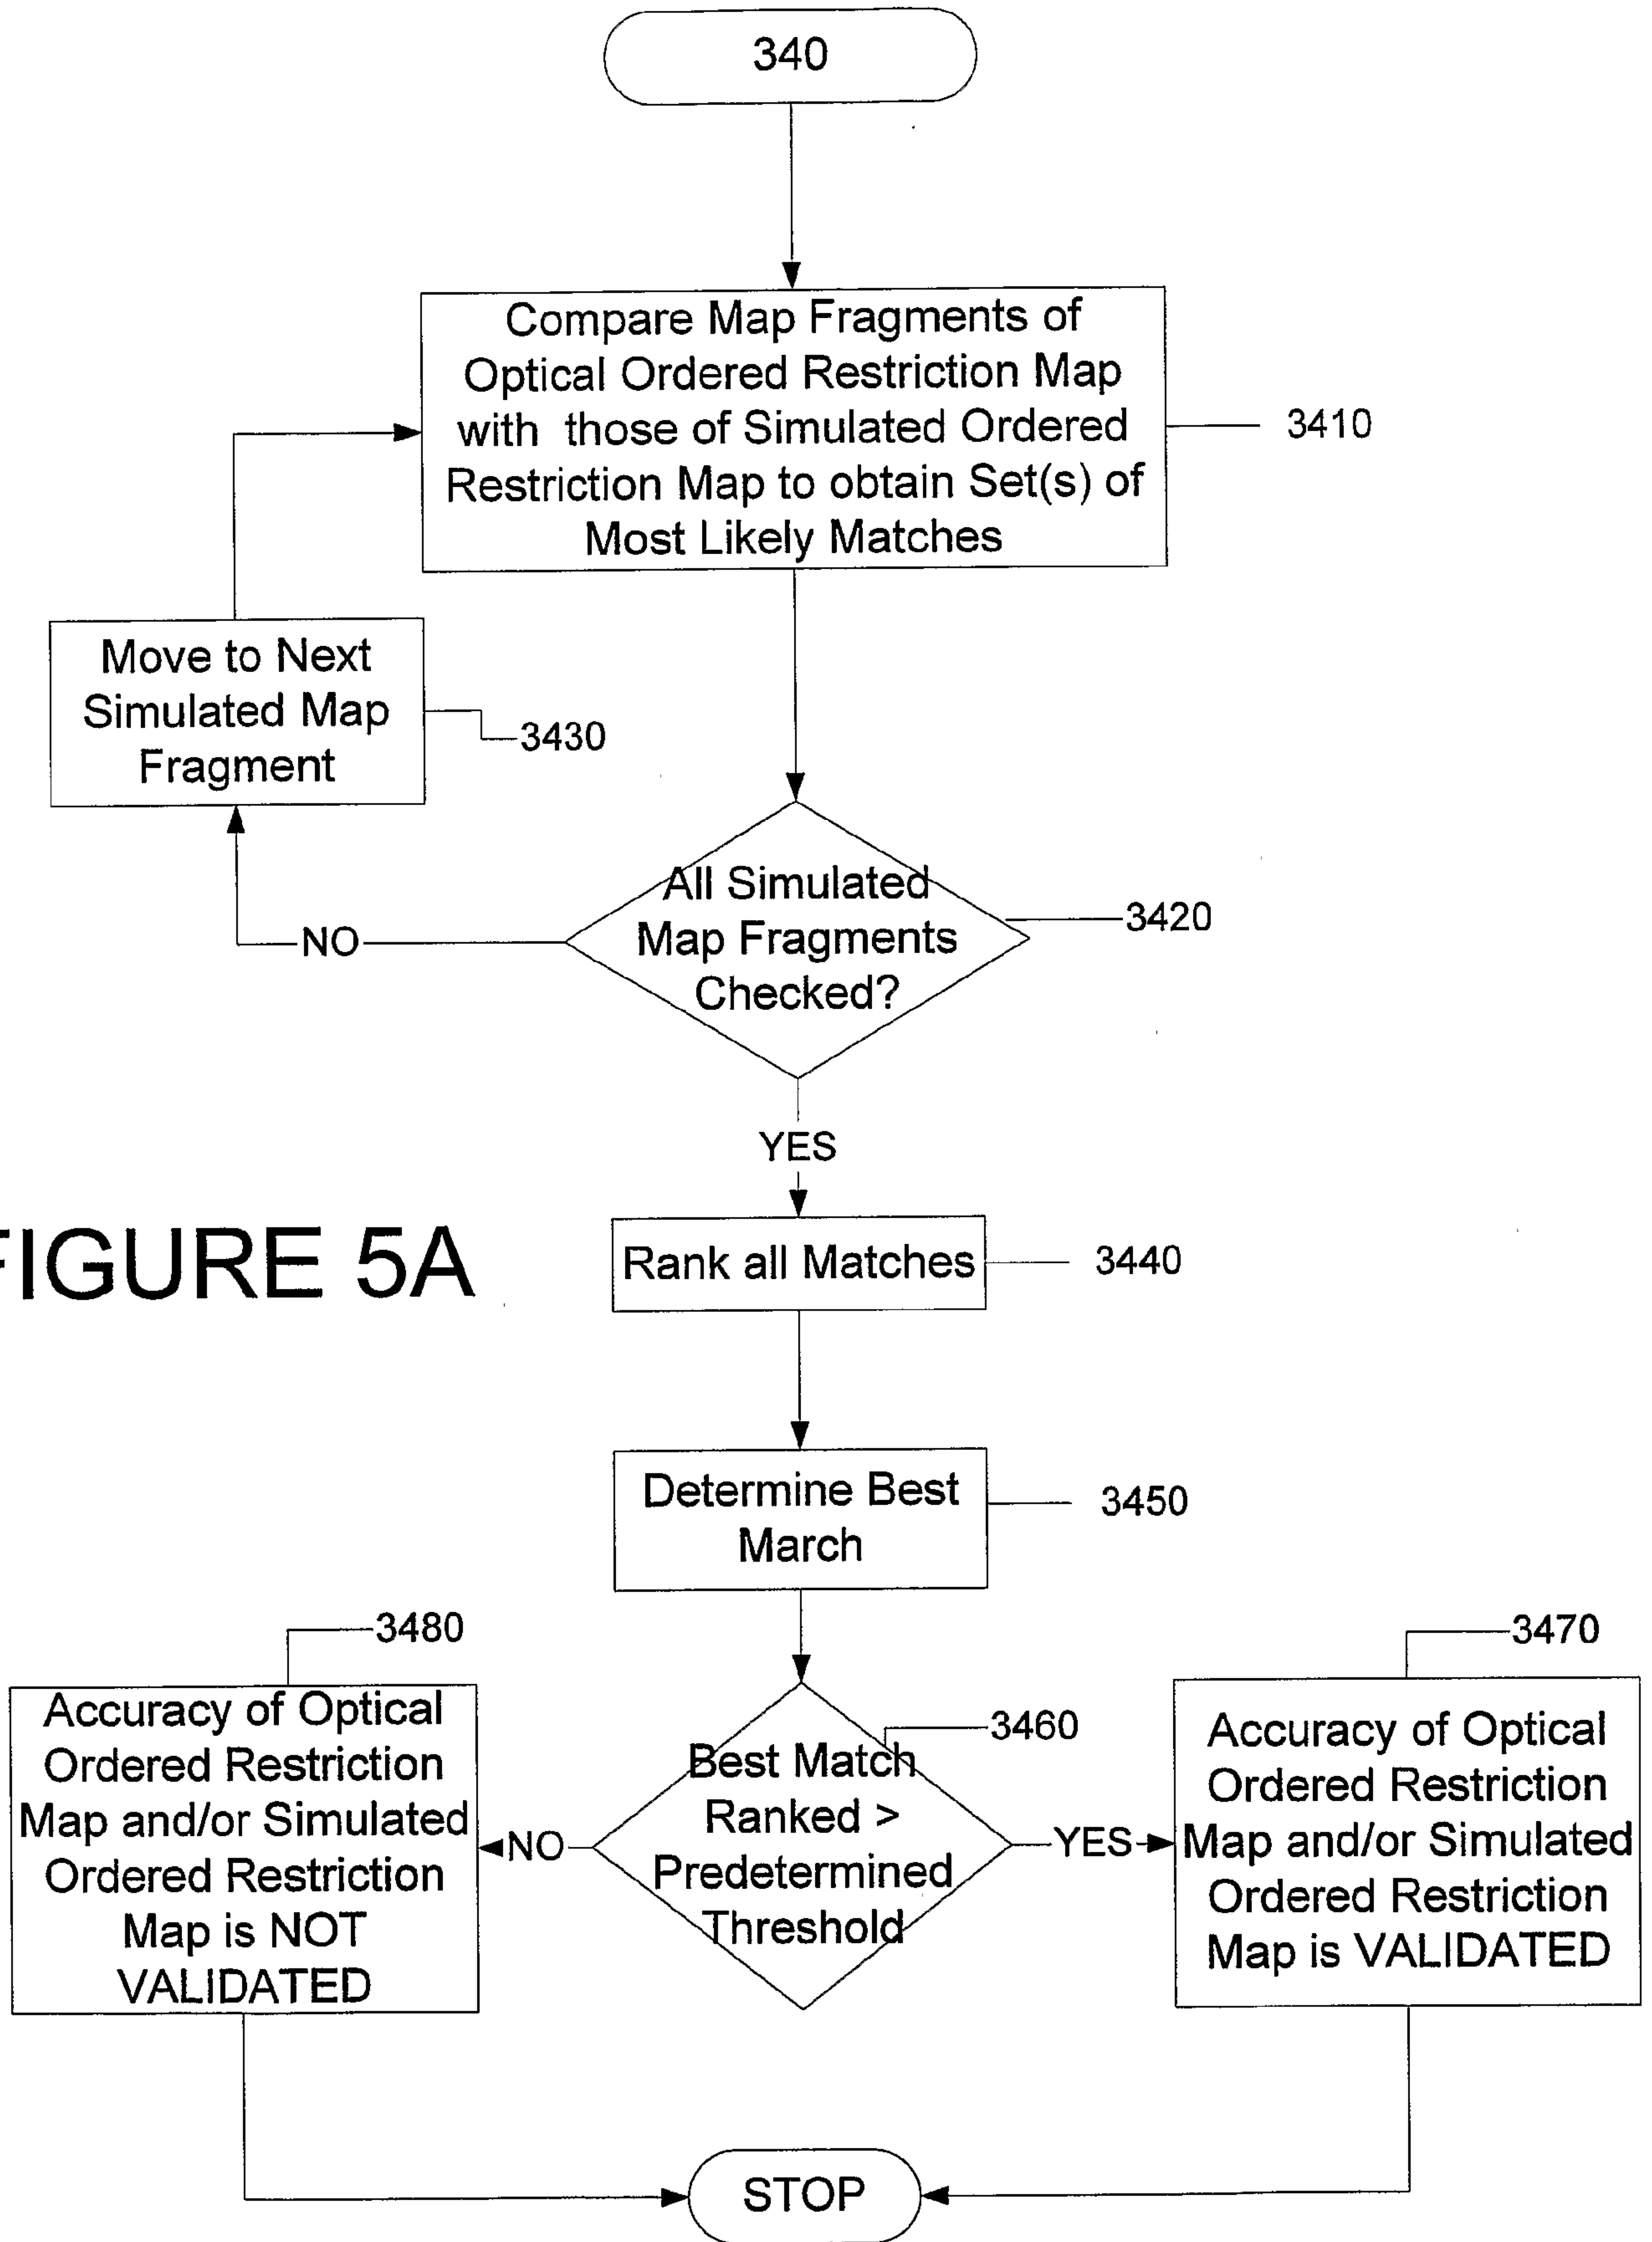 340
Compare Map Fragments of
Optical Ordered Restriction Map
with those of Simulated Ordered
Restriction Map to obtain Set(s) of
Most Likely Matches
3410
Move to Next
Simulated Map
Fragment
3430
All Simulated
Map Fragments
Checked?
3420
NO
YES
FIGURE 5A
Rank all Matches
3440
Determine Best
March
3450
3480
Accuracy of Optical
Ordered Restriction
Map and/or Simulated
Ordered Restriction
Map is NOT
VALIDATED
3460
Best Match
Ranked >
Predetermined
Threshold
NO
YES
3470
Accuracy of Optical
Ordered Restriction
Map and/or Simulated
Ordered Restriction
Map is VALIDATED
STOP